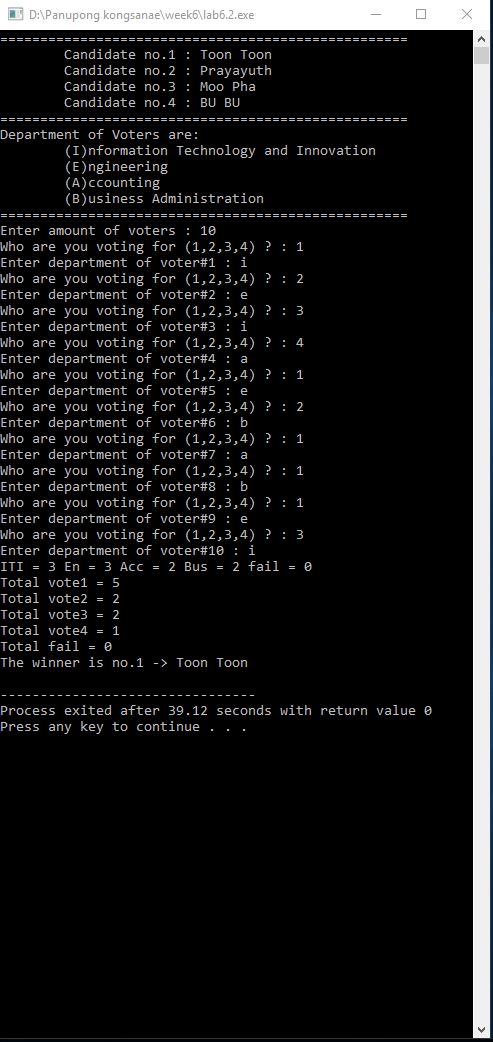 D:\Panupong kongsanae\week6\lab6.2.exe
===================================================
        Candidate no.1 : Toon Toon
        Candidate no.2 : Prayayuth
        Candidate no.3 : Moo Pha
        Candidate no.4 : BU BU
===================================================
Department of Voters are:
        (I)nformation Technology and Innovation
        (E)ngineering
        (A)ccounting
        (B)usiness Administration
===================================================
Enter amount of voters : 10
Who are you voting for (1,2,3,4) ? : 1
Enter department of voter#1 : i
Who are you voting for (1,2,3,4) ? : 2
Enter department of voter#2 : e
Who are you voting for (1,2,3,4) ? : 3
Enter department of voter#3 : i
Who are you voting for (1,2,3,4) ? : 4
Enter department of voter#4 : a
Who are you voting for (1,2,3,4) ? : 1
Enter department of voter#5 : e
Who are you voting for (1,2,3,4) ? : 2
Enter department of voter#6 : b
Who are you voting for (1,2,3,4) ? : 1
Enter department of voter#7 : a
Who are you voting for (1,2,3,4) ? : 1
Enter department of voter#8 : b
Who are you voting for (1,2,3,4) ? : 1
Enter department of voter#9 : e
Who are you voting for (1,2,3,4) ? : 3
Enter department of voter#10 : i
ITI = 3 En = 3 Acc = 2 Bus = 2 fail = 0
Total vote1 = 5
Total vote2 = 2
Total vote3 = 2
Total vote4 = 1
Total fail = 0
The winner is no.1 -> Toon Toon
--------------------------------
Process exited after 39.12 seconds with return value 0
Press any key to continue . . .